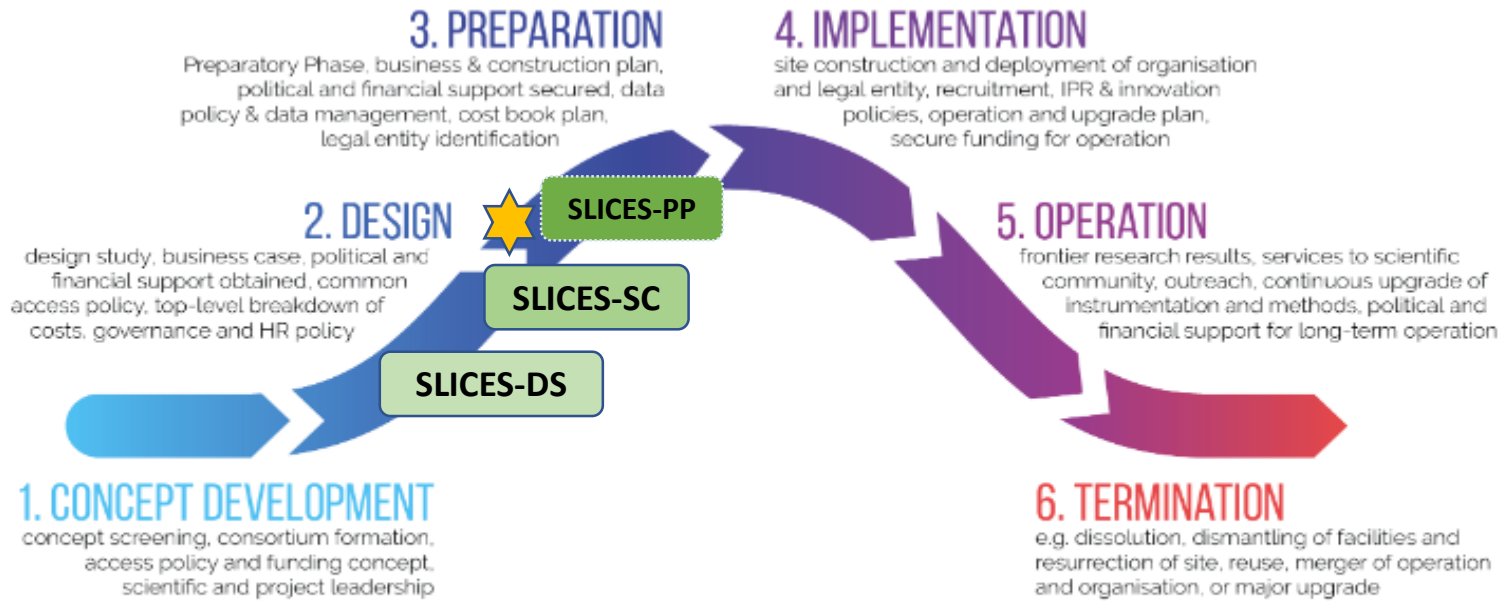 3. PREPARATION
Preparatory Phase, business & construction plan,
political and financial support secured, data
policy & data management, cost book plan,
legal entity identification
4. IMPLEMENTATION
site construction and deployment of organisation
and legal entity, recruitment, IPR & innovation
policies, operation and upgrade plan,
secure funding for operation
2. DESIGN
design study, business case, political and
financial support obtained, common
access policy, top-level breakdown of
costs, governance and HR policy
SLICES-PP
SLICES-SC
SLICES-DS
5. OPERATION
frontier research results, services to scientific
community, outreach, continuous upgrade of
instrumentation and methods, political and
financial support for long-term operation
1. CONCEPT DEVELOPMENT
concept screening, consortium formation,
access policy and funding concept,
scientific and project leadership
6. TERMINATION
e.g. dissolution, dismantling of facilities and
resurrection of site, reuse, merger of operation
and organisation, or major upgrade